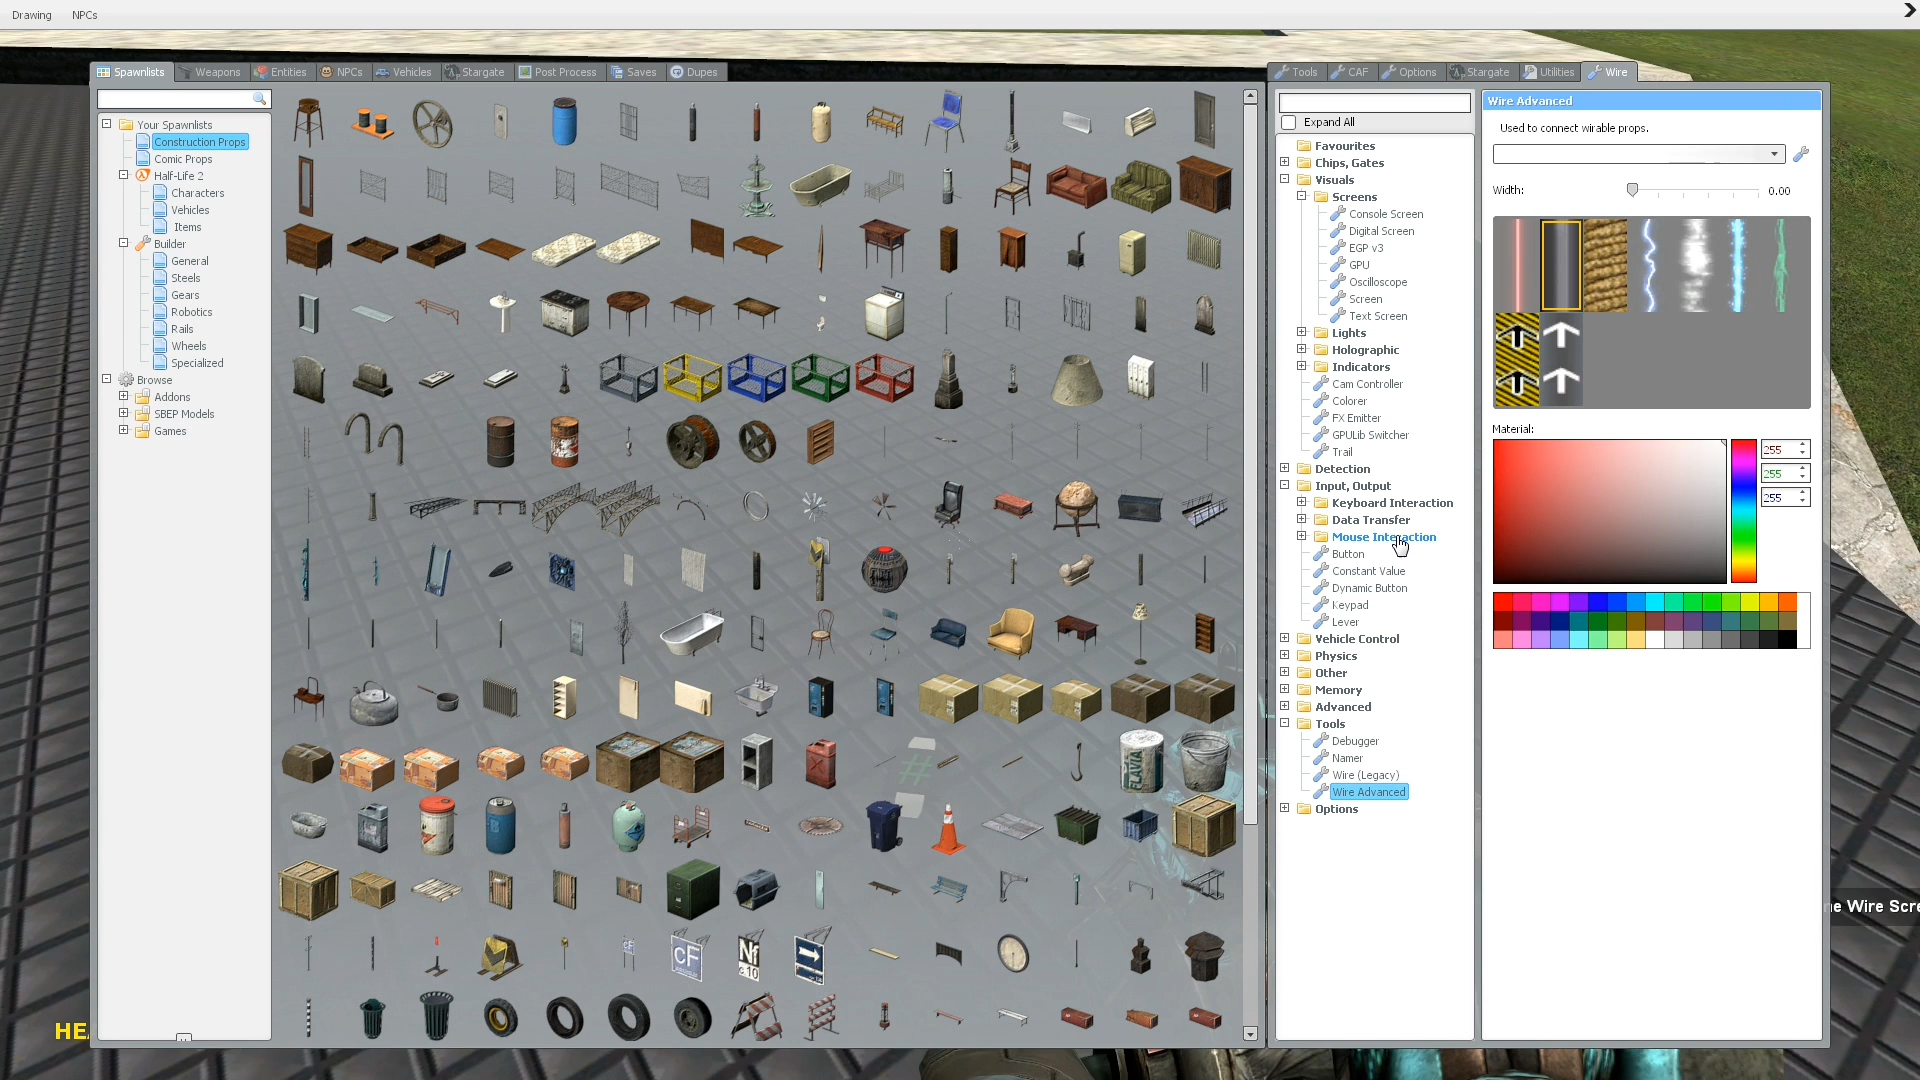 Drawing NPCs
Spawnlists Weapons Entities NPCs Vehicles Stargate Post Process Saves Dupes
Your Spawnlists
Construction Props
Comic Props
Half-Life 2
Characters
Vehicles
Items
Builder
General
Steels
Gears
Robotics
Rails
Wheels
Specialized
Browse
Addons
SBEP Models
Games
cF
cF
Nf
c 10
Tools CAF Options Stargate Utilities Wire
Expand All
Favourites
Chips, Gates
Visuals
Screens
Console Screen
Digital Screen
EGP v3
GPU
Oscilloscope
Screen
Text Screen
Lights
Holographic
Indicators
Cam Controller
Colorer
FX Emitter
GPULib Switcher
Trail
Detection
Input, Output
Keyboard Interaction
Data Transfer
Mouse Interaction
Button
Constant Value
Dynamic Button
Keypad
Lever
Vehicle Control
Physics
Other
Memory
Advanced
Tools
Debugger
Namer
Wire (Legacy)
Wire Advanced
Options
Wire Advanced
Used to connect wirable props.
Width: 0.00
Material:
255
255
255
ne Wire Scre
HEA